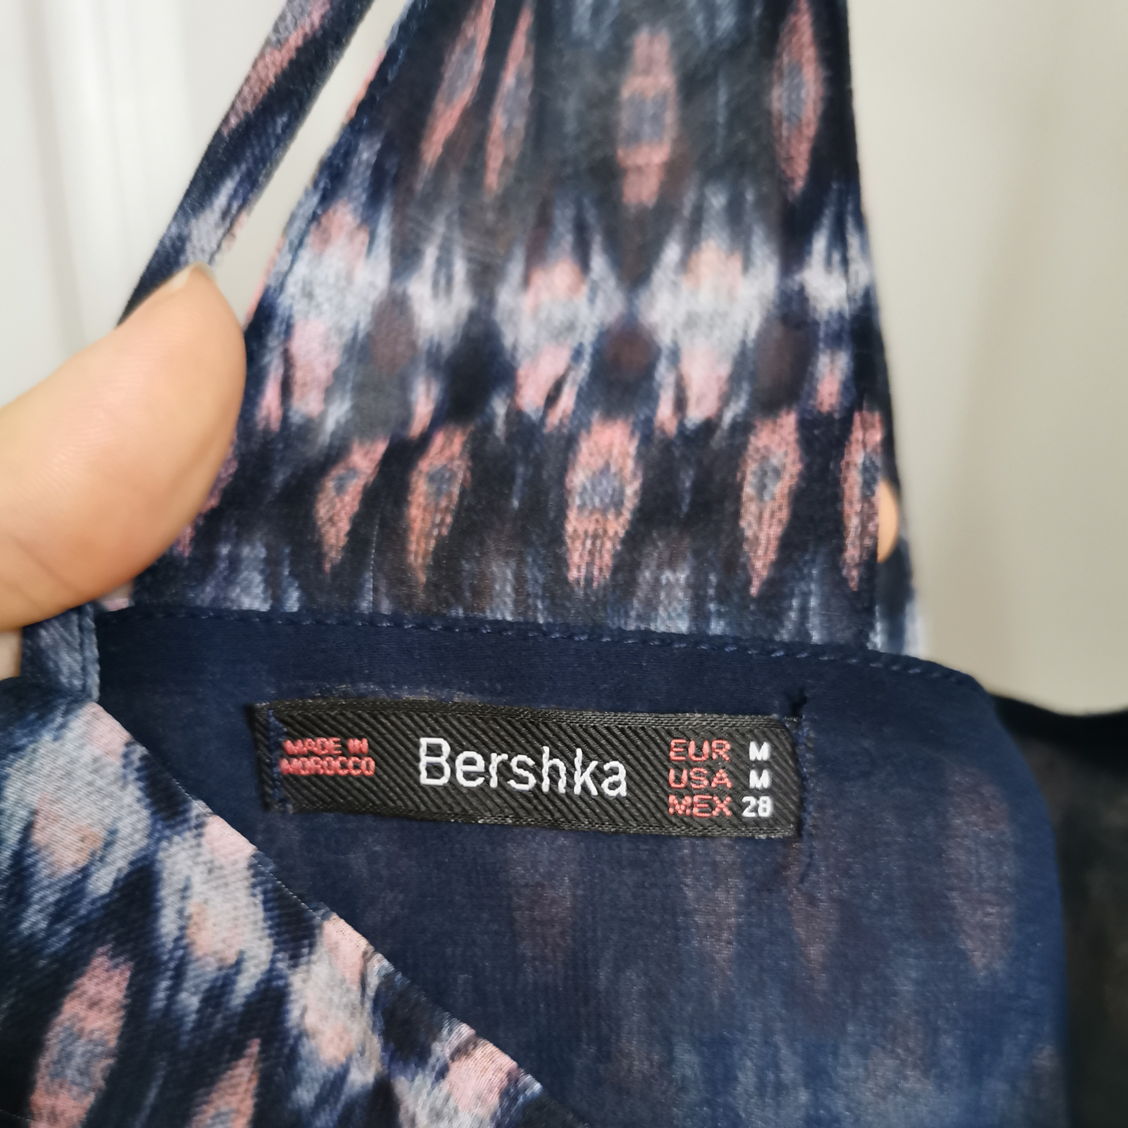 MADE IN
MOROCCO
Bershka
EUR M
USA M
MEX 28